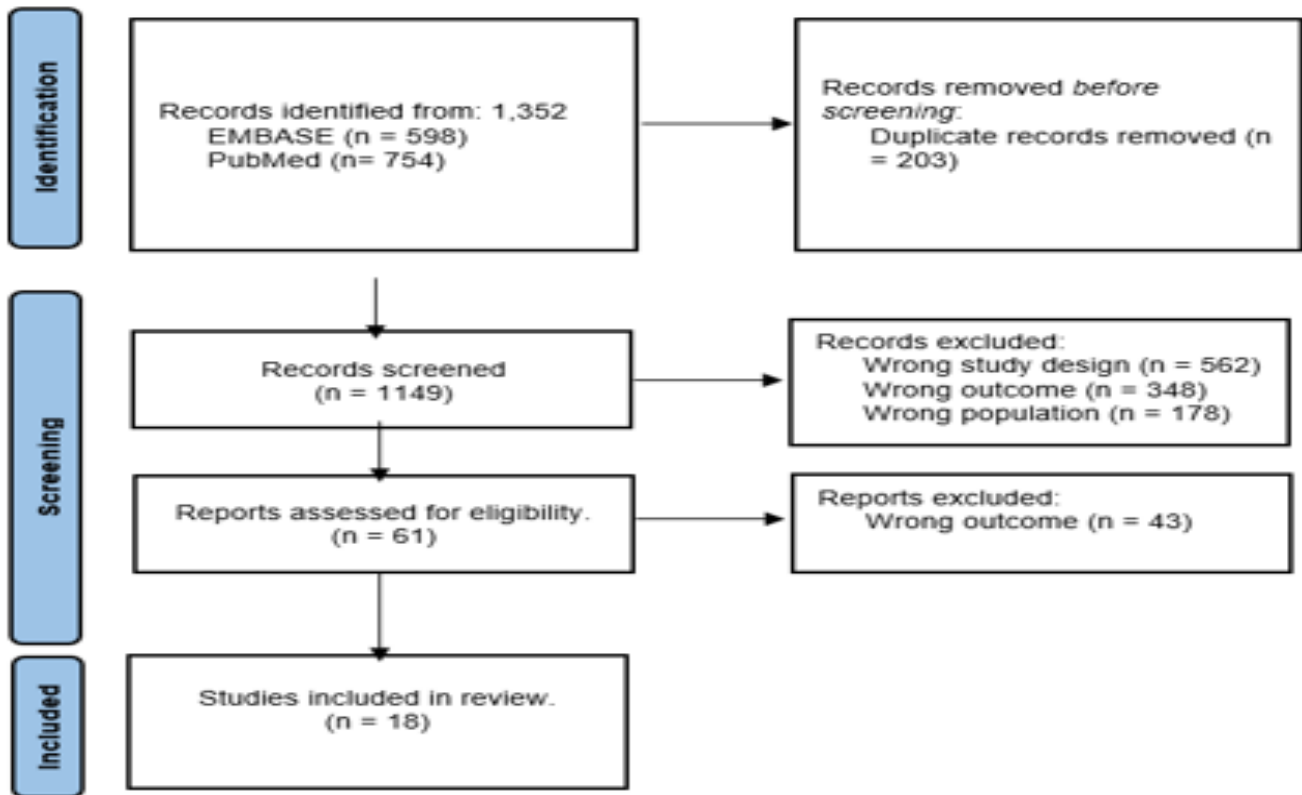 Identification
Records identified from: 1,352
EMBASE (n = 598)
PubMed (n= 754)
Records removed before
screening:
Duplicate records removed (n
= 203)
Screening
Records screened
(n = 1149)
Records excluded:
Wrong study design (n = 562)
Wrong outcome (n = 348)
Wrong population (n = 178)
Reports assessed for eligibility.
(n = 61)
Reports excluded:
Wrong outcome (n = 43)
Included
Studies included in review.
(n = 18)